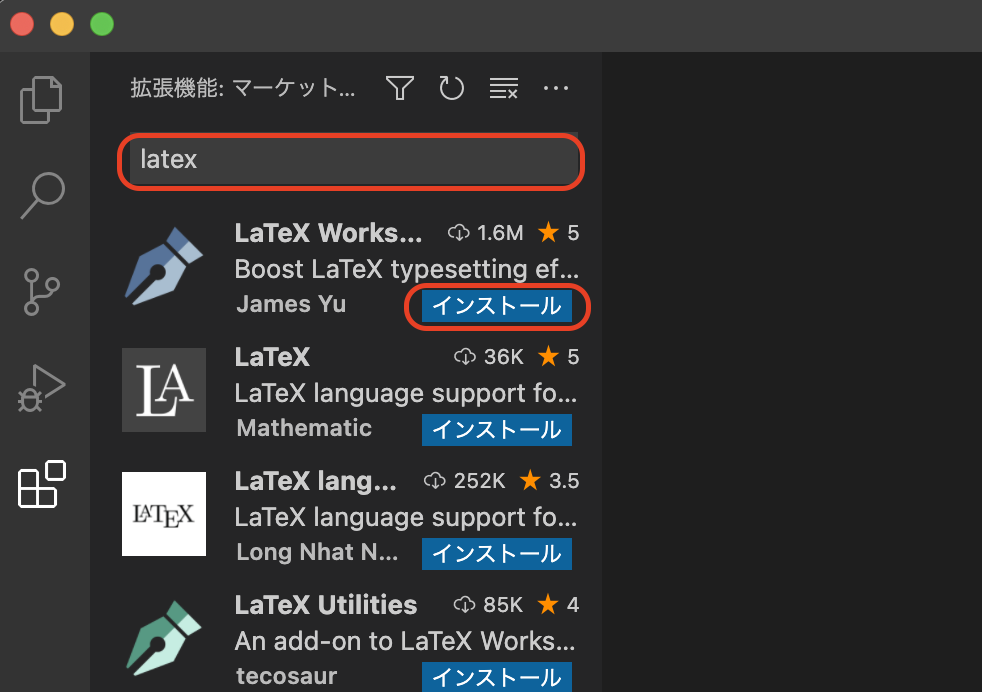 拡張機能: マーケット...
latex
LaTeX Works... 1.6M 5
Boost LaTeX typesetting ef...
James Yu インストール
LaTeX 36K 5
LA
LaTeX language support fo...
Mathematic インストール
LaTeX lang... 252K 3.5
LATEX
LaTeX language support fo...
Long Nhat N... インストール
LaTeX Utilities 85K 4
An add-on to LaTeX Works...
tecosaur インストール